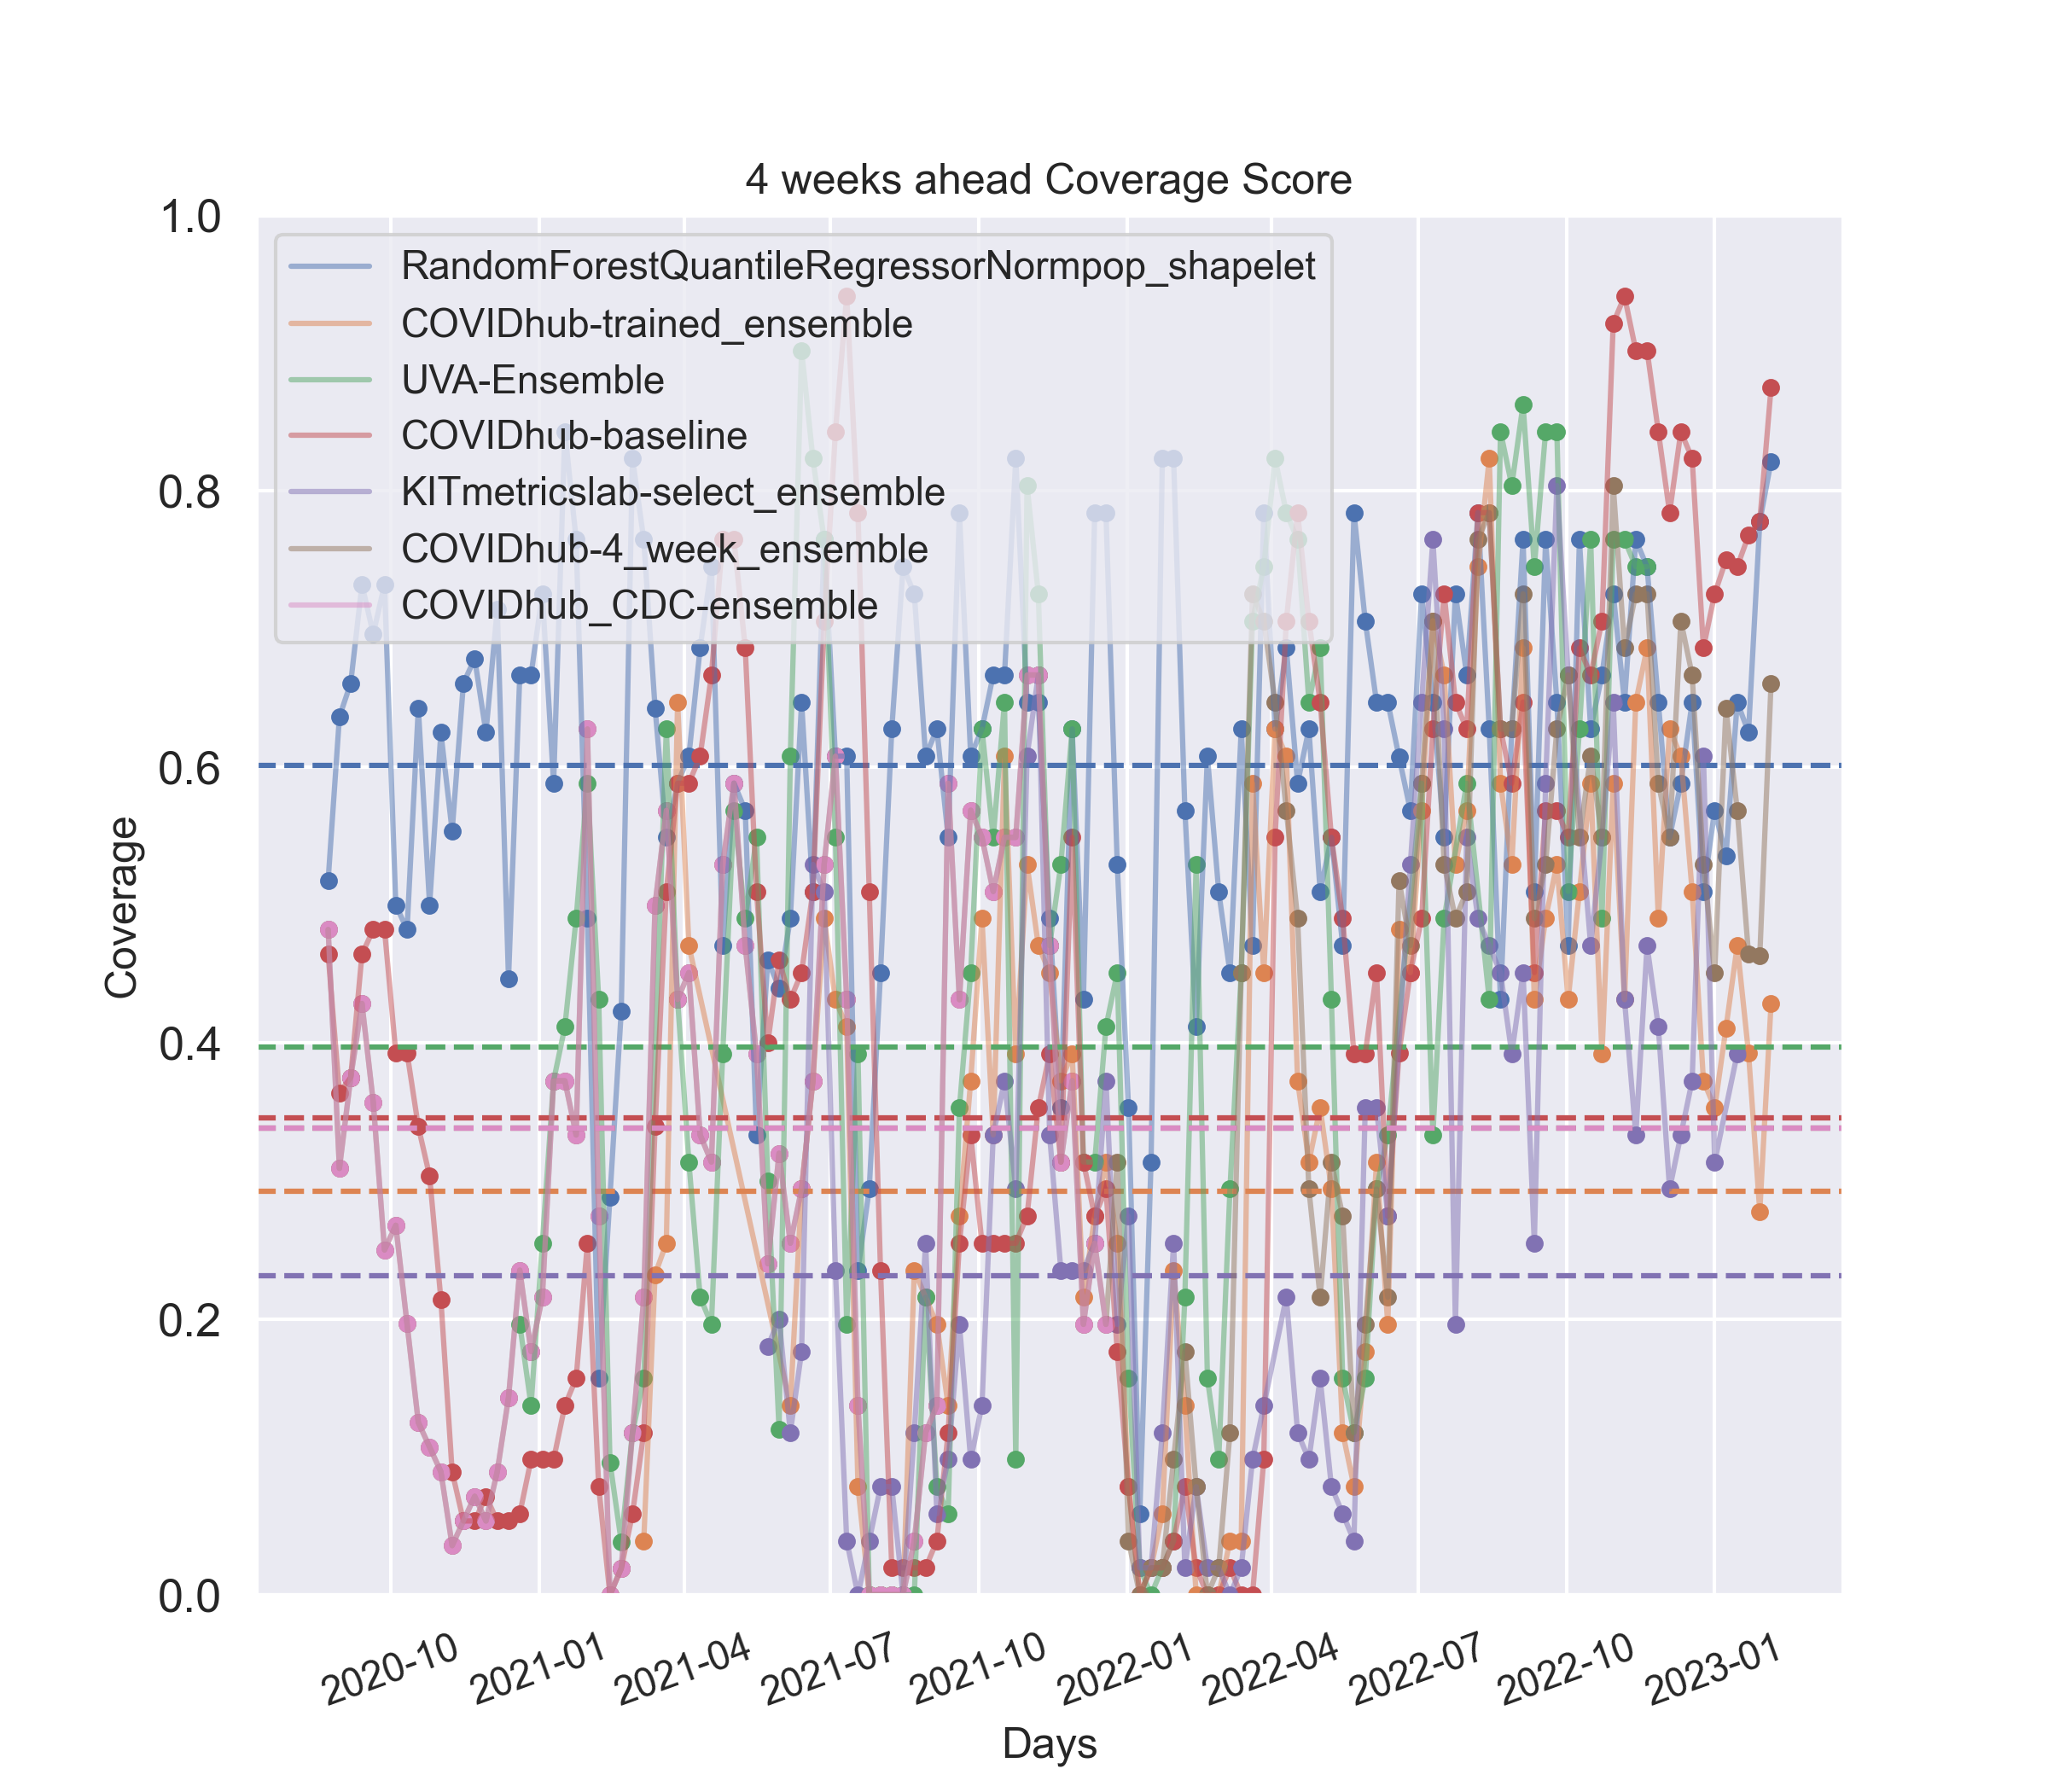 4 weeks ahead Coverage Score
1.0
0.8
0.6
0.4
0.2
0.0
Coverage
RandomForestQuantileRegressorNormpop_shapelet
COVIDhub-trained_ensemble
UVA-Ensemble
COVIDhub-baseline
KITmetricslab-select_ensemble
COVIDhub-4_week_ensemble
COVIDhub_CDC-ensemble
2020-10
2021-01
2021-04
2021-07
2021-10
2022-01
2022-04
2022-07
2022-10
2023-01
Days